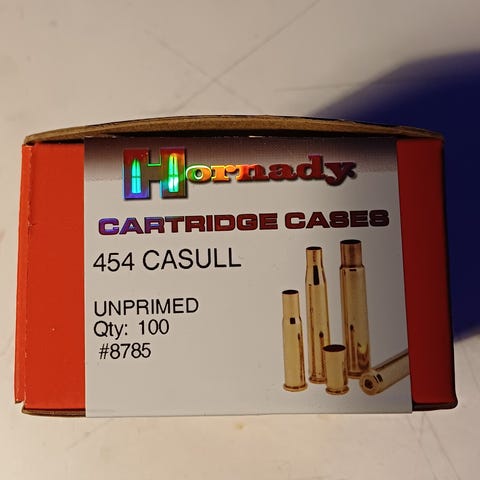 Hornady
CARTRIDGE CASES
454 CASULL
UNPRIMED
Qty: 100
#8785